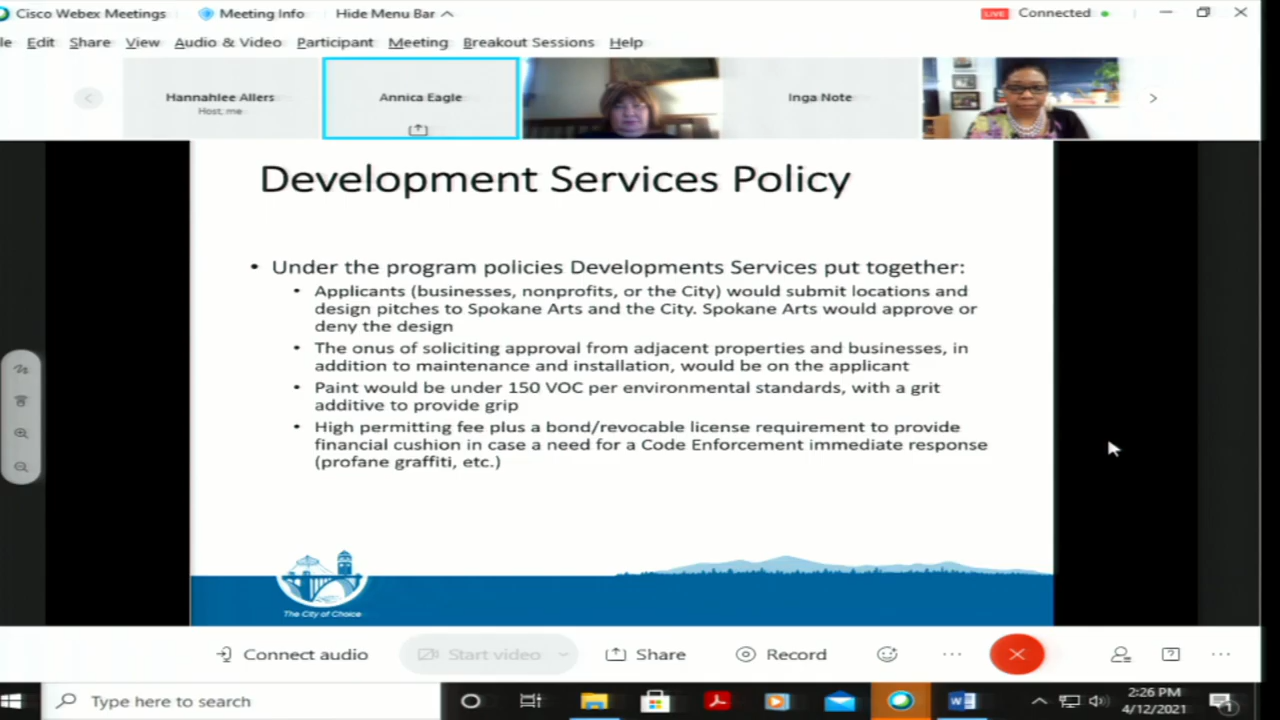 Cisco Webex Meetings
Meeting Info
Hide Menu Bar
LIVE
Connected
le Edit Share View Audio & Video Participant Meeting Breakout Sessions Help
Hannahlee Allers
Host, me
Annica Eagle
Inga Note
Development Services Policy
• Under the program policies Developments Services put together:
• Applicants (businesses, nonprofits, or the City) would submit locations and
design pitches to Spokane Arts and the City. Spokane Arts would approve or
deny the design
• The onus of soliciting approval from adjacent properties and businesses, in
addition to maintenance and installation, would be on the applicant
• Paint would be under 150 VOC per environmental standards, with a grit
additive to provide grip
• High permitting fee plus a bond/revocable license requirement to provide
financial cushion in case a need for a Code Enforcement immediate response
(profane graffiti, etc.)
The City of Choice
Connect audio
Start video
Share
Record
Type here to search
2:26 PM
4/12/2021
1